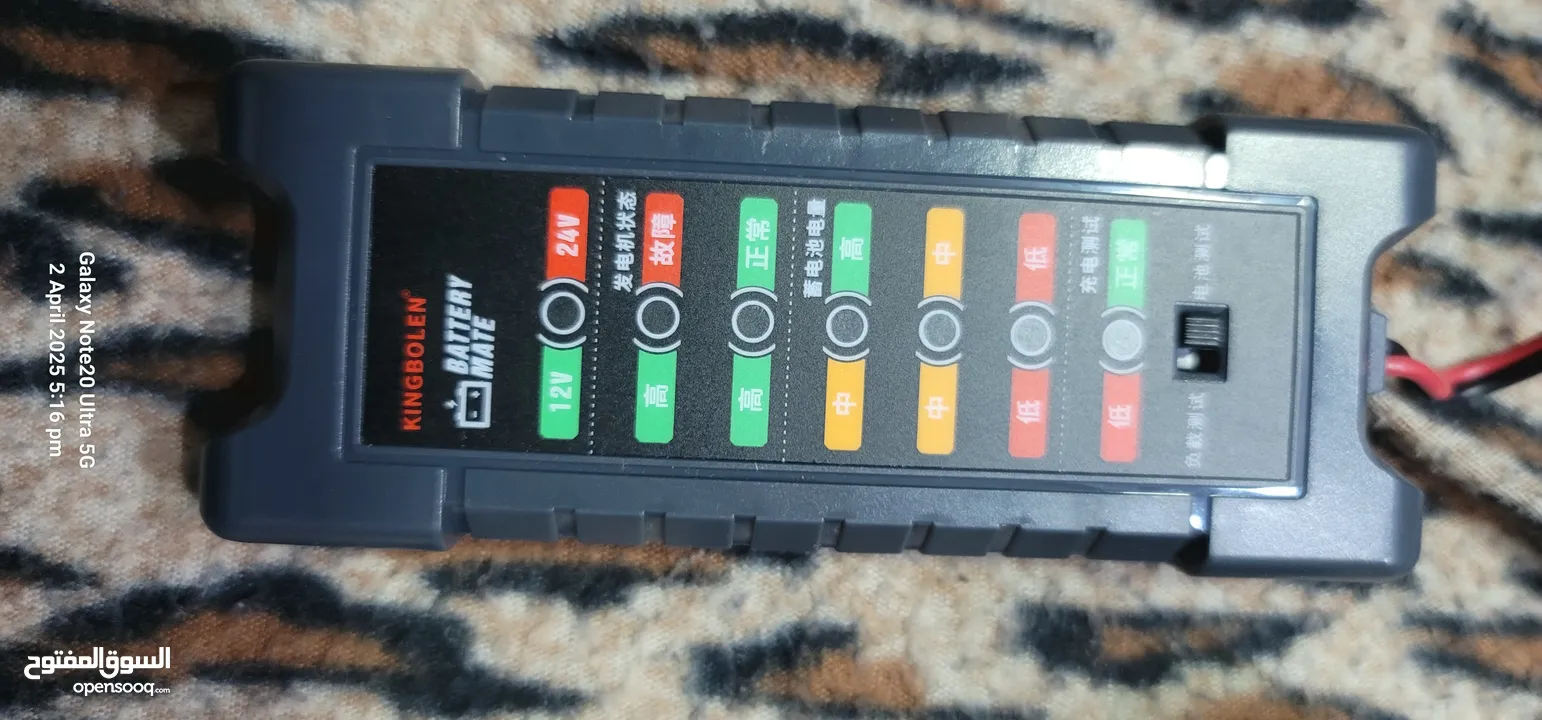 KINGBOLEN®
BATTERY
MATE
12V 24V
发电机状态
高 故障
高 正常
蓄电池电量
中 高
中 中
低 低
充电测试
低 正常
负载测试 电池测试
Galaxy Note20 Ultra 5G
2 April 2025 5:16 pm
السوق المفتوح
opensooq.com